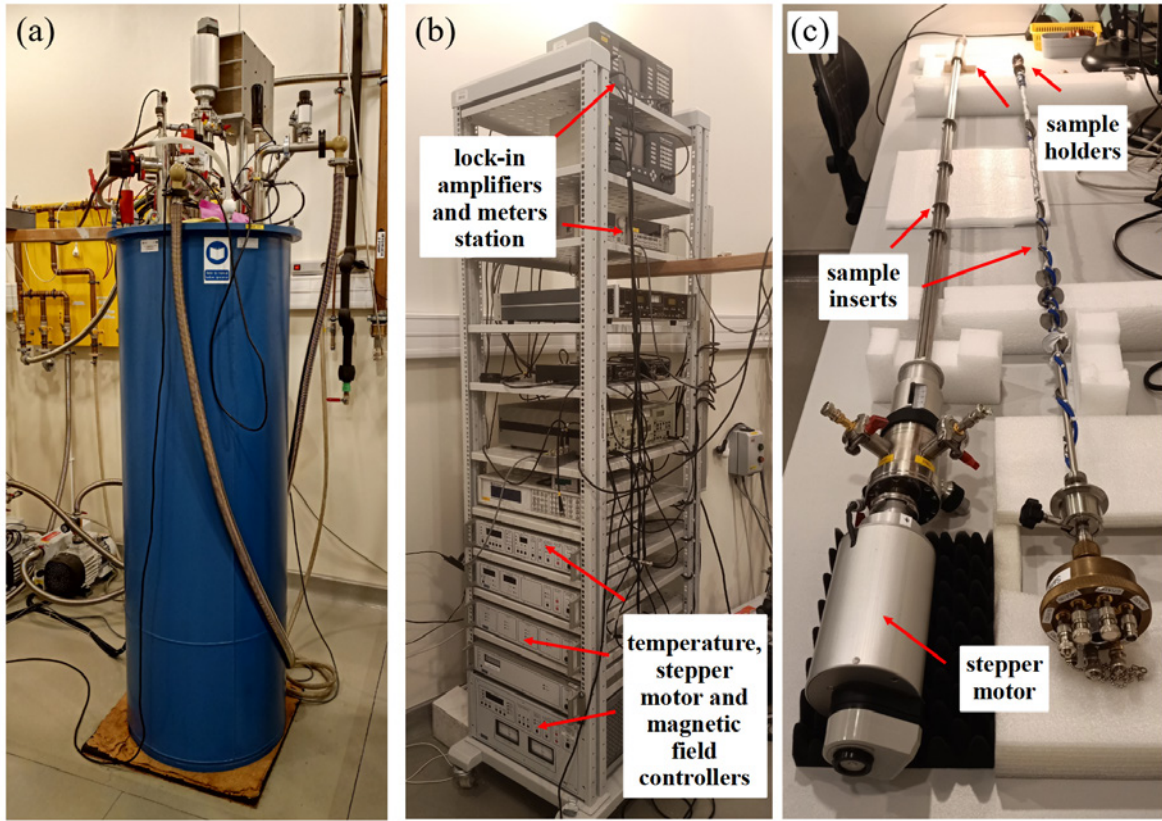 (a)
(b)
lock-in
amplifiers
and meters
station
temperature,
stepper
motor and
magnetic
field
controllers
(c)
sample
holders
sample
inserts
stepper
motor